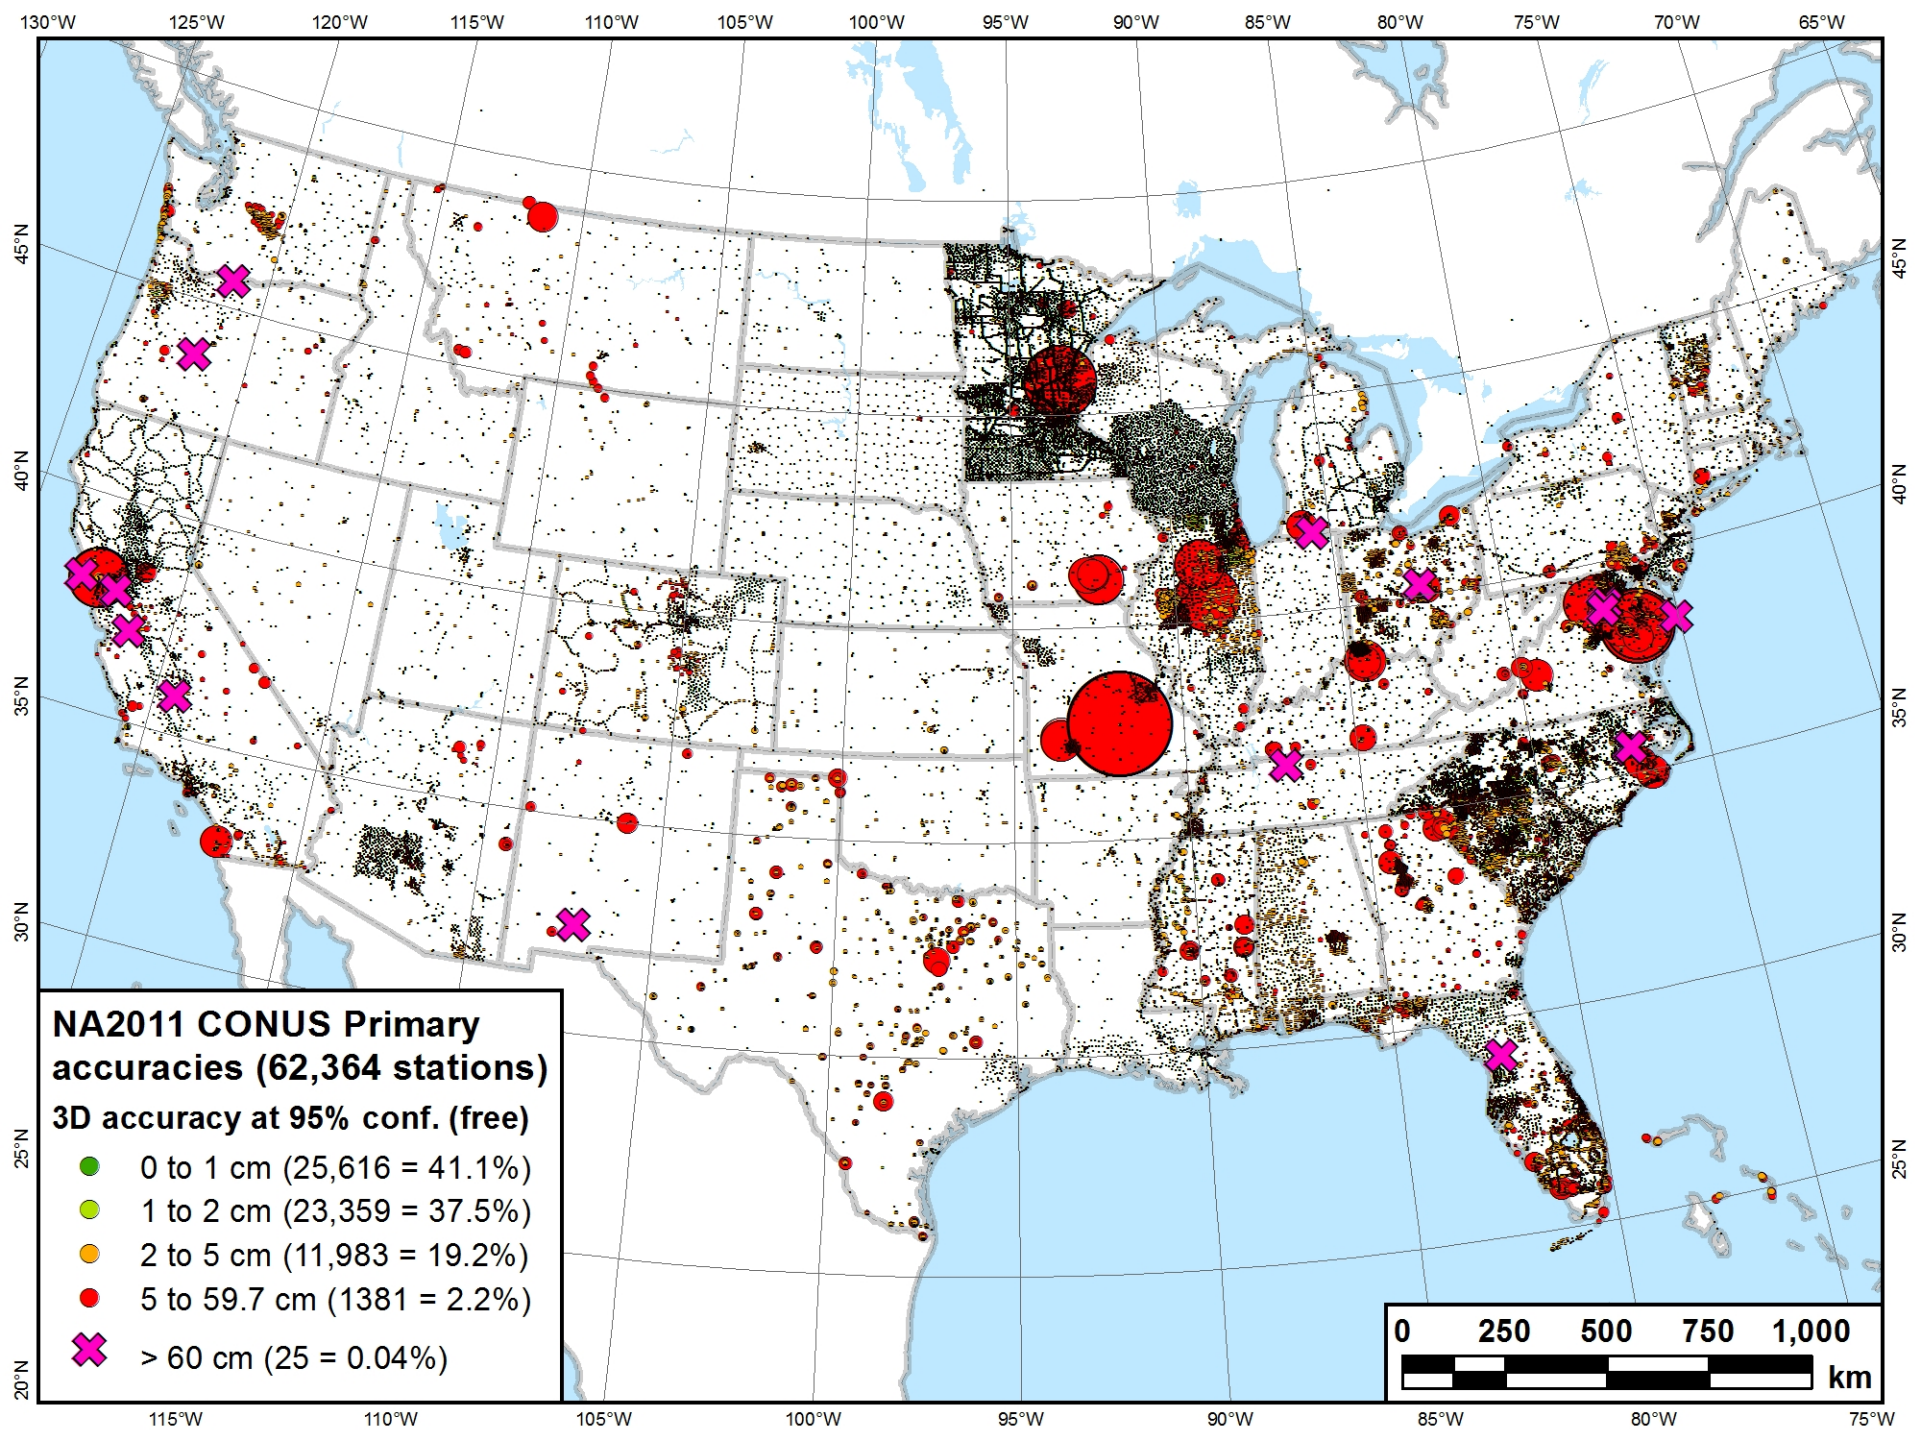 130°W 125°W 120°W 115°W 110°W 105°W 100°W 95°W 90°W 85°W 80°W 75°W 70°W 65°W
45°N 45°N
40°N 40°N
35°N 35°N
30°N 30°N
25°N 25°N
20°N
NA2011 CONUS Primary
accuracies (62,364 stations)
3D accuracy at 95% conf. (free)
0 to 1 cm (25,616 = 41.1%)
1 to 2 cm (23,359 = 37.5%)
2 to 5 cm (11,983 = 19.2%)
5 to 59.7 cm (1381 = 2.2%)
> 60 cm (25 = 0.04%)
0 250 500 750 1,000
km
115°W 110°W 105°W 100°W 95°W 90°W 85°W 80°W 75°W